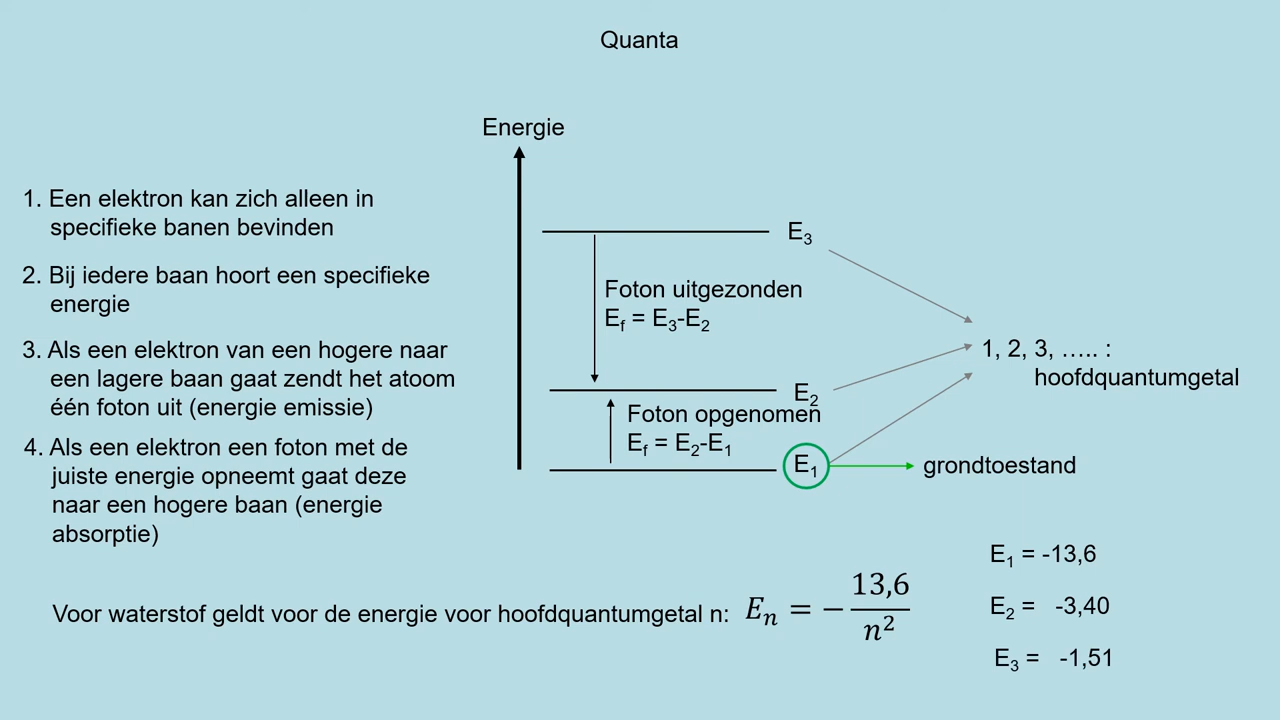 Quanta
Energie
1. Een elektron kan zich alleen in
specifieke banen bevinden
2. Bij iedere baan hoort een specifieke
energie
3. Als een elektron van een hogere naar
een lagere baan gaat zendt het atoom
één foton uit (energie emissie)
4. Als een elektron een foton met de
juiste energie opneemt gaat deze
naar een hogere baan (energie
absorptie)
E₃
Foton uitgezonden
E_f = E₃-E₂
E₂
Foton opgenomen
E_f = E₂-E₁
E₁
1, 2, 3, ….. :
hoofdquantumgetal
grondtoestand
Voor waterstof geldt voor de energie voor hoofdquantumgetal n: Eₙ = − 13,6 / n²
E₁ = -13,6
E₂ = -3,40
E₃ = -1,51